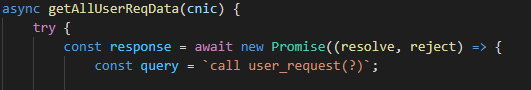 async getAllUserReqData(cnic) {
try {
const response = await new Promise((resolve, reject) => {
const query = `call user_request(?)`;